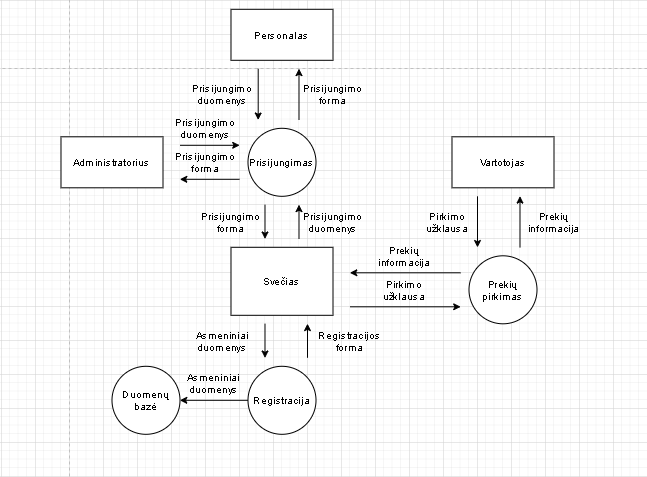 Personalas
Prisijungimo
duomenys
Prisijungimo
forma
Prisijungimo
duomenys
Administratorius
Prisijungimo
forma
Prisijungimas
Vartotojas
Prisijungimo
forma
Prisijungimo
duomenys
Pirkimo
užklausa
Prekių
informacija
Prekių
informacija
Svečias
Pirkimo
užklausa
Prekių
pirkimas
Asmeniniai
duomenys
Registracijos
forma
Asmeniniai
duomenys
Duomenų
bazė
Registracija